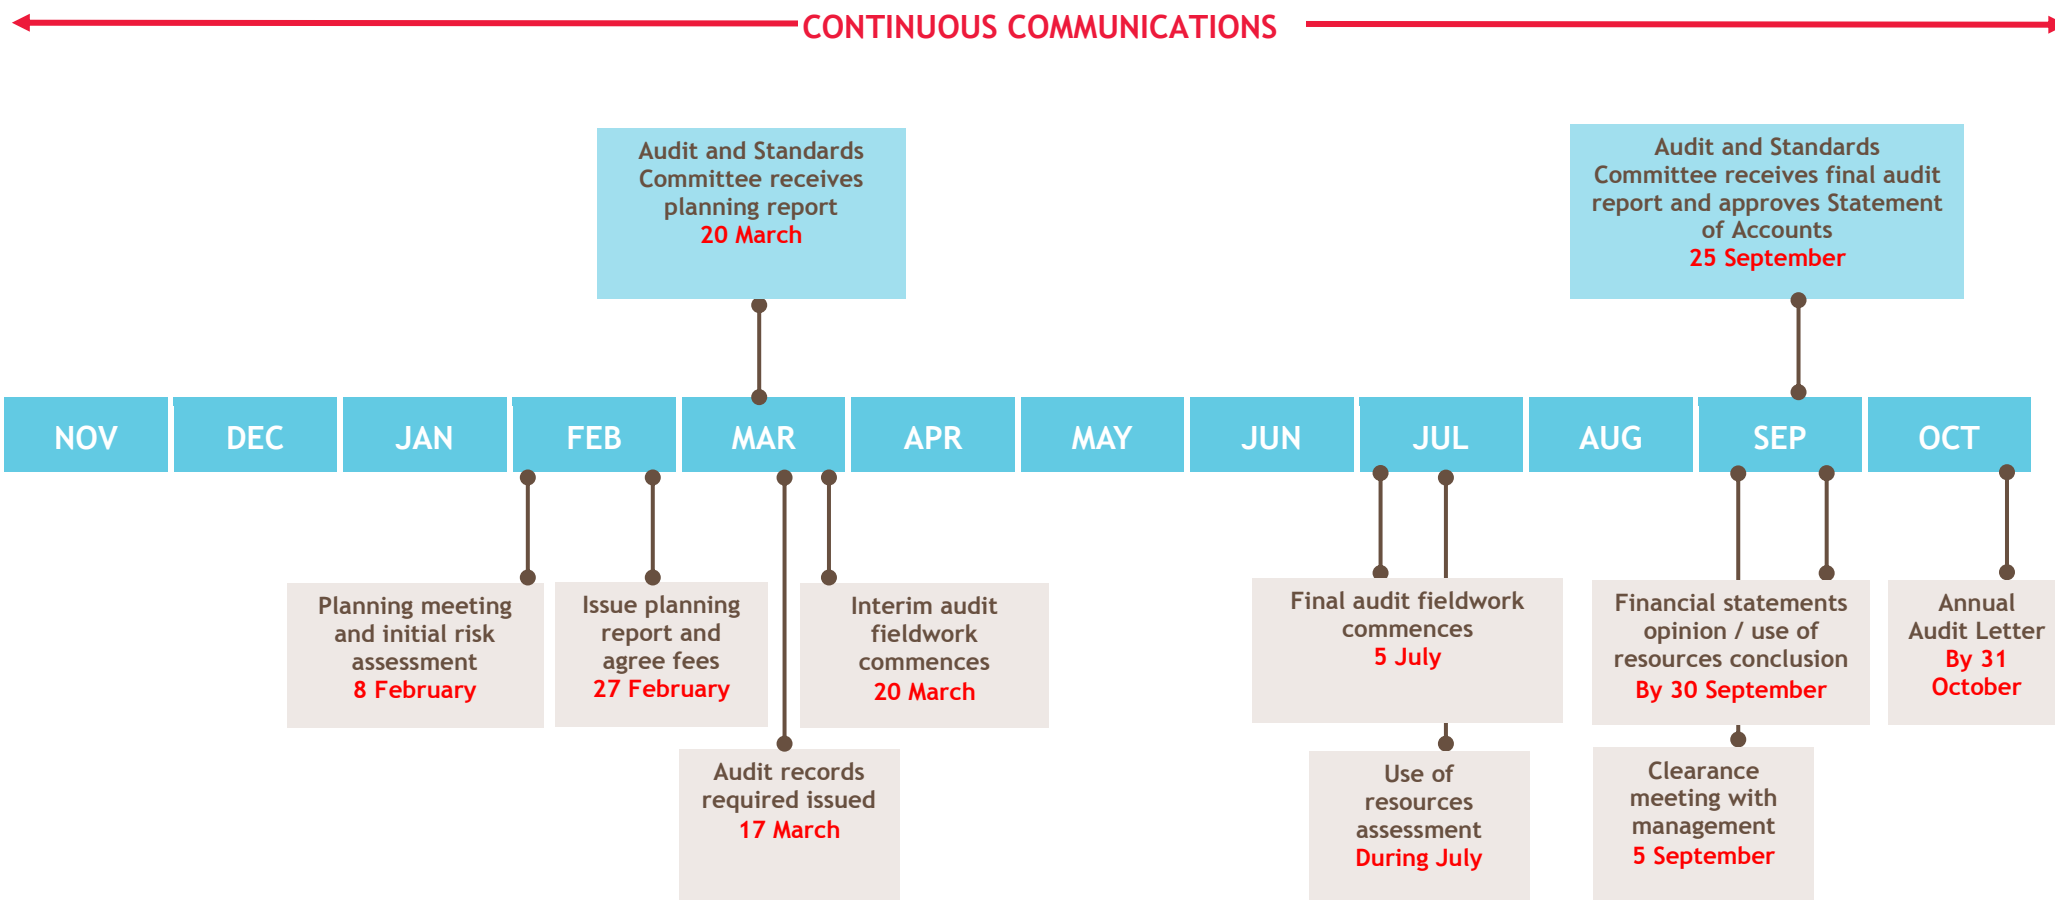 CONTINUOUS COMMUNICATIONS
Audit and Standards
Committee receives
planning report
20 March
Audit and Standards
Committee receives final audit
report and approves Statement
of Accounts
25 September
NOV
DEC
JAN
FEB
MAR
APR
MAY
JUN
JUL
AUG
SEP
OCT
Planning meeting
and initial risk
assessment
8 February
Issue planning
report and
agree fees
27 February
Interim audit
fieldwork
commences
20 March
Final audit fieldwork
commences
5 July
Financial statements
opinion / use of
resources conclusion
By 30 September
Annual
Audit Letter
By 31
October
Audit records
required issued
17 March
Use of
resources
assessment
During July
Clearance
meeting with
management
5 September